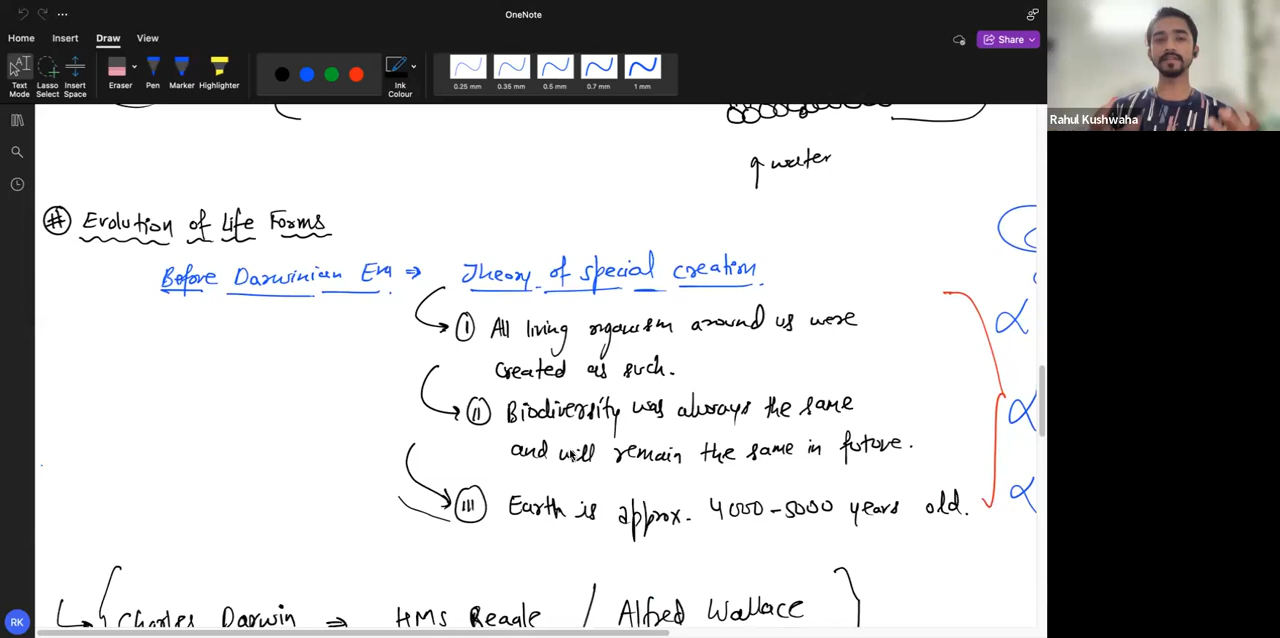 OneNote
Home Insert Draw View
Share
Text Mode
Lasso Select
Insert Space
Eraser
Pen
Marker
Highlighter
Ink Colour
0.25 mm
0.35 mm
0.5 mm
0.7 mm
1 mm
Rahul Kushwaha
water
# Evolution of Life Forms
Before Darwinian Era ⇒ Theory of special creation
I All living organism around us were
created as such.
II Biodiversity was always the same
and will remain the same in future.
III Earth is approx. 4000-5000 years old.
Charles Darwin ⇒ HMS Beagle / Alfred Wallace
RK